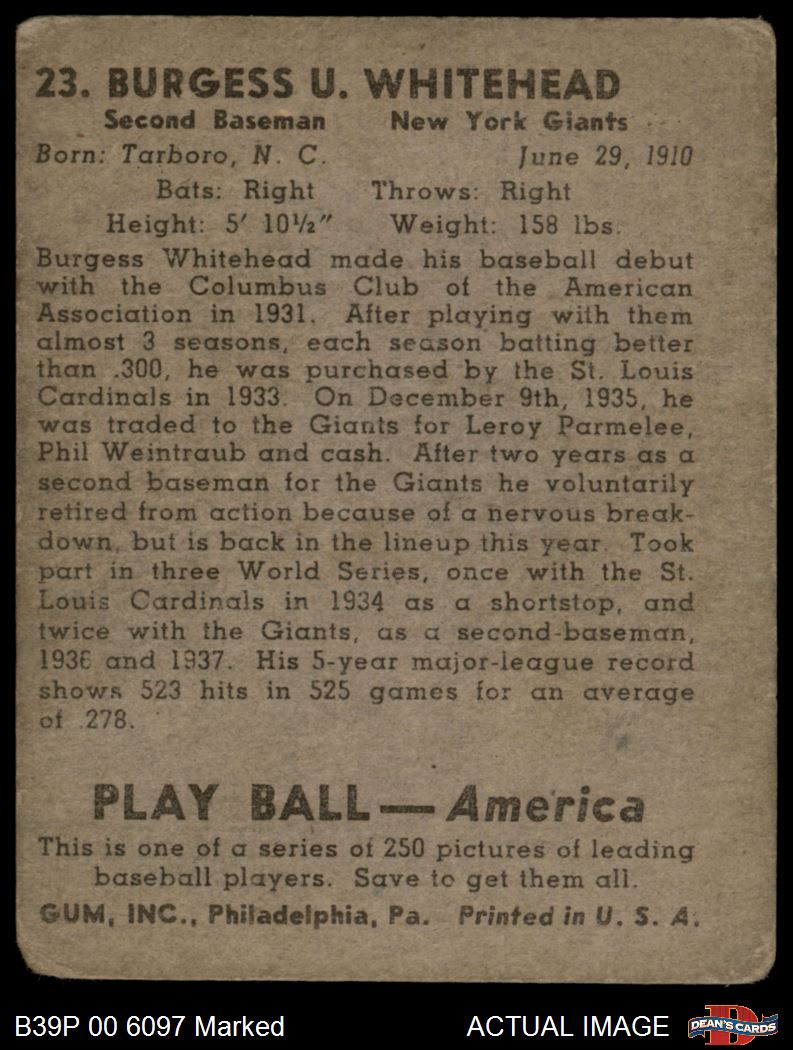 23. BURGESS U. WHITEHEAD
Second Baseman New York Giants
Born: Tarboro, N. C. June 29, 1910
Bats: Right Throws: Right
Height: 5′ 10½″ Weight: 158 lbs.
Burgess Whitehead made his baseball debut
with the Columbus Club of the American
Association in 1931. After playing with them
almost 3 seasons, each season batting better
than .300, he was purchased by the St. Louis
Cardinals in 1933. On December 9th, 1935, he
was traded to the Giants for Leroy Parmelee,
Phil Weintraub and cash. After two years as a
second baseman for the Giants he voluntarily
retired from action because of a nervous break-
down, but is back in the lineup this year. Took
part in three World Series, once with the St.
Louis Cardinals in 1934 as a shortstop, and
twice with the Giants, as a second-baseman,
1936 and 1937. His 5-year major-league record
shows 523 hits in 525 games for an average
of .278.
PLAY BALL—America
This is one of a series of 250 pictures of leading
baseball players. Save to get them all.
GUM, INC., Philadelphia, Pa. Printed in U. S. A.
B39P 00 6097 Marked ACTUAL IMAGE D DEAN'S CARDS